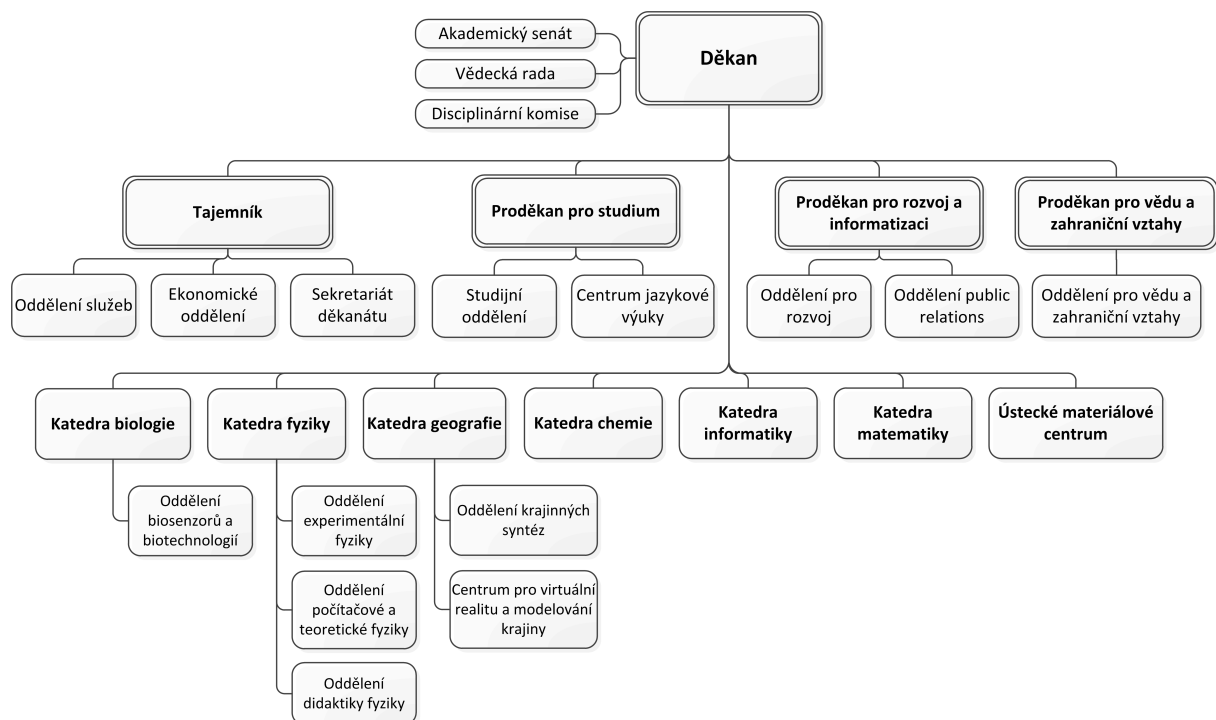 Akademický senát
Vědecká rada
Disciplinární komise
Děkan
Tajemník
Proděkan pro studium
Proděkan pro rozvoj a
informatizaci
Proděkan pro vědu a
zahraniční vztahy
Oddělení služeb
Ekonomické
oddělení
Sekretariát
děkanátu
Studijní
oddělení
Centrum jazykové
výuky
Oddělení pro
rozvoj
Oddělení public
relations
Oddělení pro vědu a
zahraniční vztahy
Katedra biologie
Katedra fyziky
Katedra geografie
Katedra chemie
Katedra
informatiky
Katedra
matematiky
Ústecké materiálové
centrum
Oddělení
biosenzorů a
biotechnologií
Oddělení
experimentální
fyziky
Oddělení krajinných
syntéz
Oddělení
počítačové a
teoretické fyziky
Centrum pro virtuální
realitu a modelování
krajiny
Oddělení
didaktiky fyziky